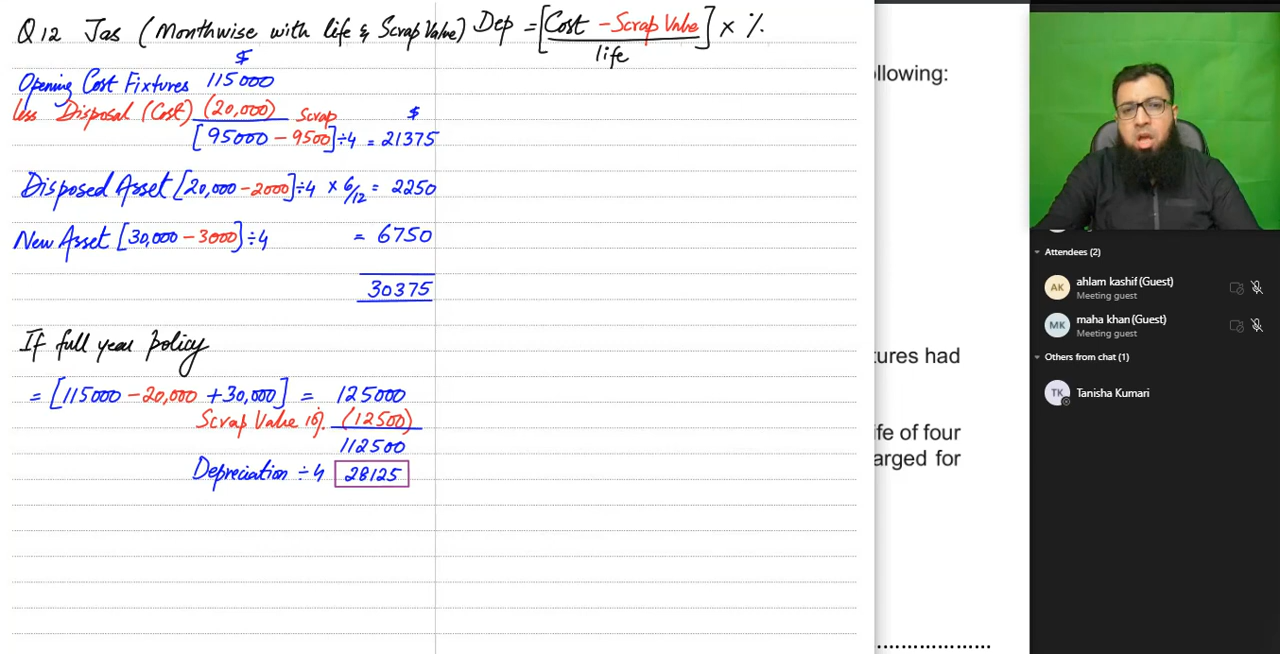 Q12 Jas (Monthwise with life & Scrap Value) Dep = [Cost - Scrap Value / life] × %.
$
Opening Cost Fixtures 115000
less Disposal (Cost) (20,000) Scrap $
[95000 - 9500] ÷4 = 21375
Disposed Asset [20,000 - 2000] ÷4 × 6/12 = 2250
New Asset [30,000 - 3000] ÷4 = 6750
30375
If full year policy
= [115000 - 20,000 + 30,000] = 125000
Scrap Value 10% (12500)
112500
Depreciation ÷4 28125
ollowing:
tures had
ife of four
arged for
Attendees (2)
AK ahlam kashif (Guest)
Meeting guest
MK maha khan (Guest)
Meeting guest
Others from chat (1)
TK Tanisha Kumari